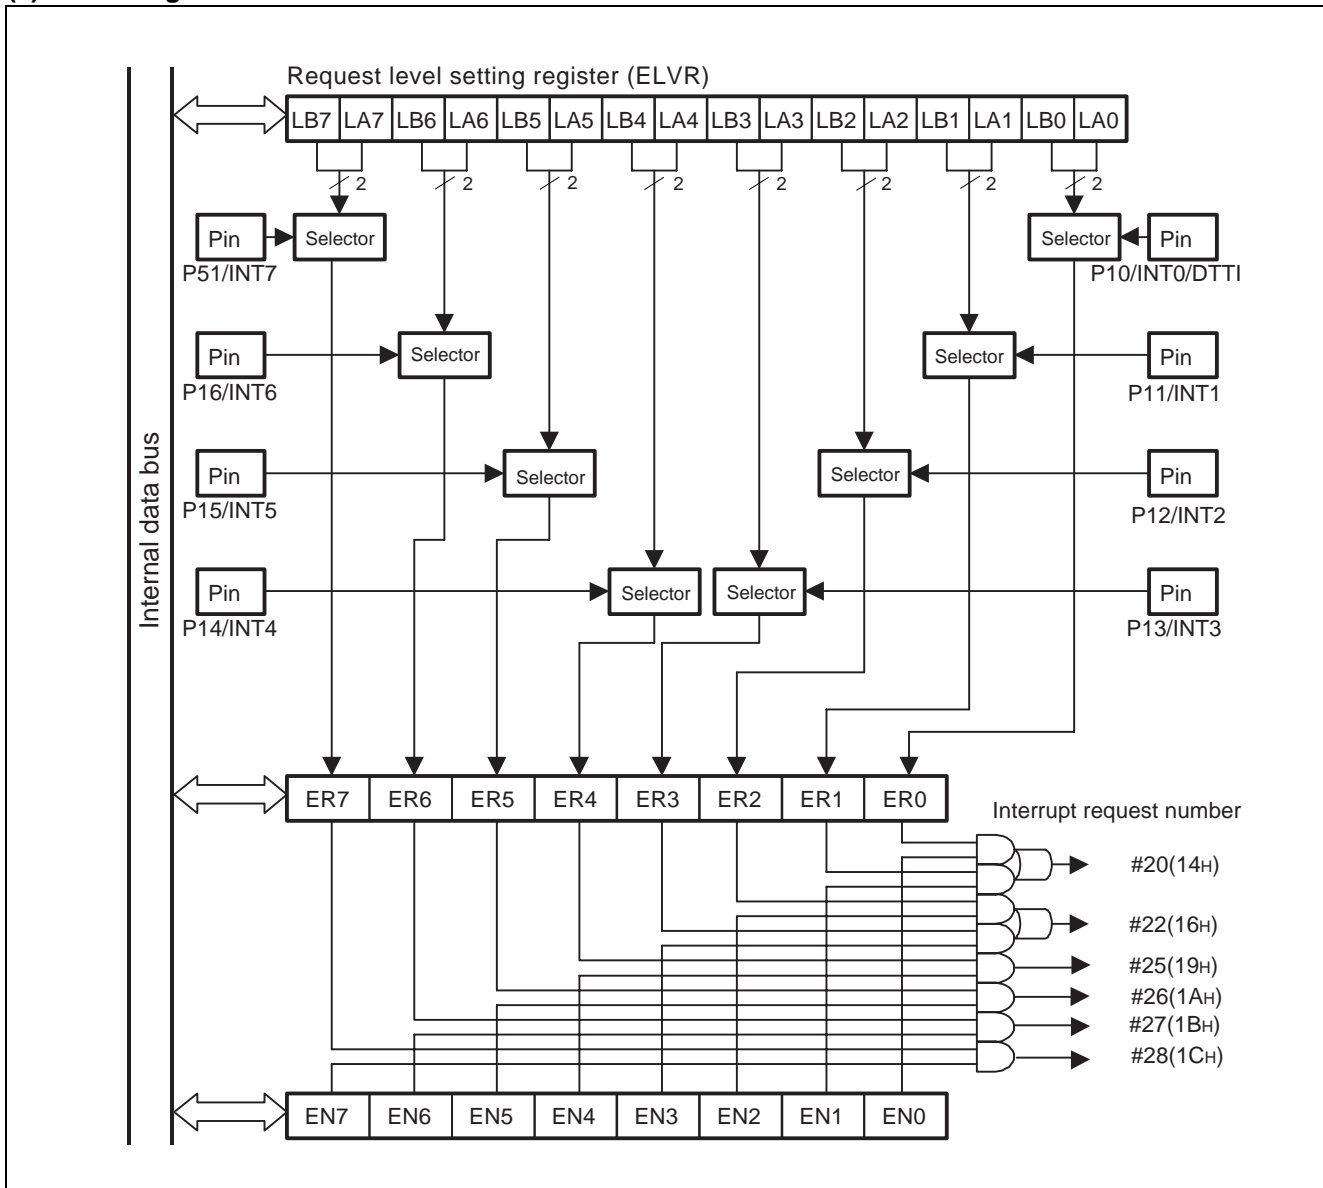 Request level setting register (ELVR)
LB7 LA7 LB6 LA6 LB5 LA5 LB4 LA4 LB3 LA3 LB2 LA2 LB1 LA1 LB0 LA0
2 2 2 2 2 2 2 2
Pin Selector Selector Pin
P51/INT7 P10/INT0/DTTI
Pin Selector Selector Pin
P16/INT6 P11/INT1
Pin Selector Selector Pin
P15/INT5 P12/INT2
Pin Selector Selector Pin
P14/INT4 P13/INT3
Internal data bus
ER7 ER6 ER5 ER4 ER3 ER2 ER1 ER0
Interrupt request number
#20(14H)
#22(16H)
#25(19H)
#26(1AH)
#27(1BH)
#28(1CH)
EN7 EN6 EN5 EN4 EN3 EN2 EN1 EN0